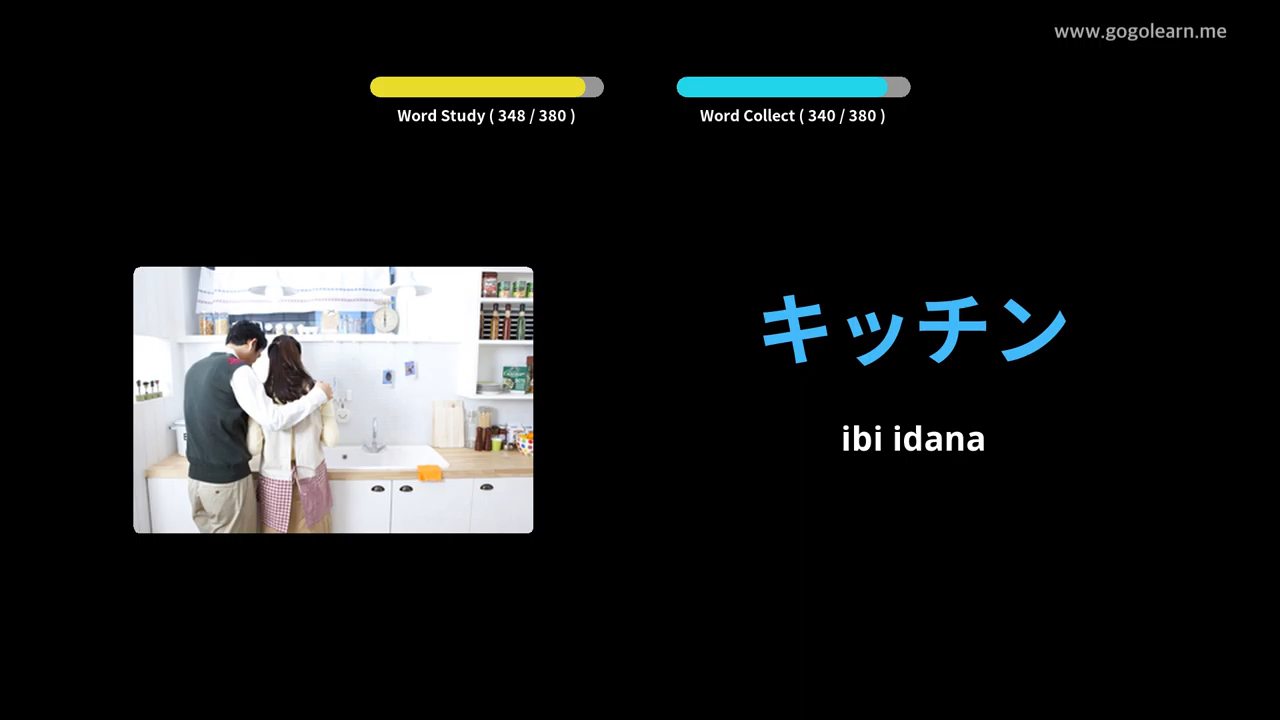 www.gogolearn.me
Word Study ( 348 / 380 )
Word Collect ( 340 / 380 )
キッチン
ibi idana